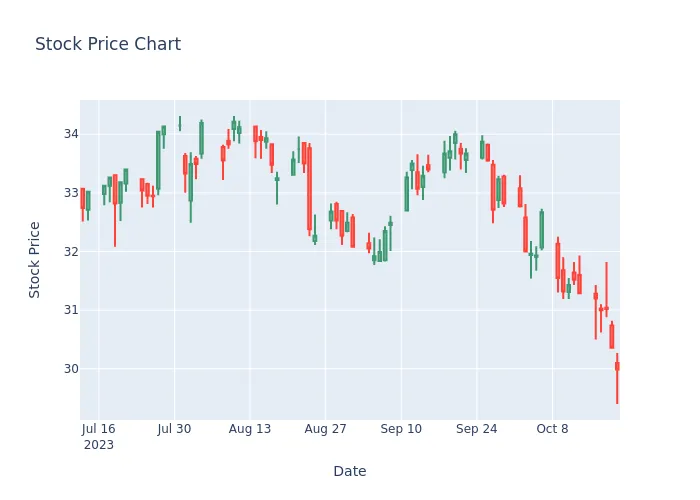 Stock Price Chart
Stock Price
34
33
32
31
30
Jul 16
2023
Jul 30
Aug 13
Aug 27
Sep 10
Sep 24
Oct 8
Date